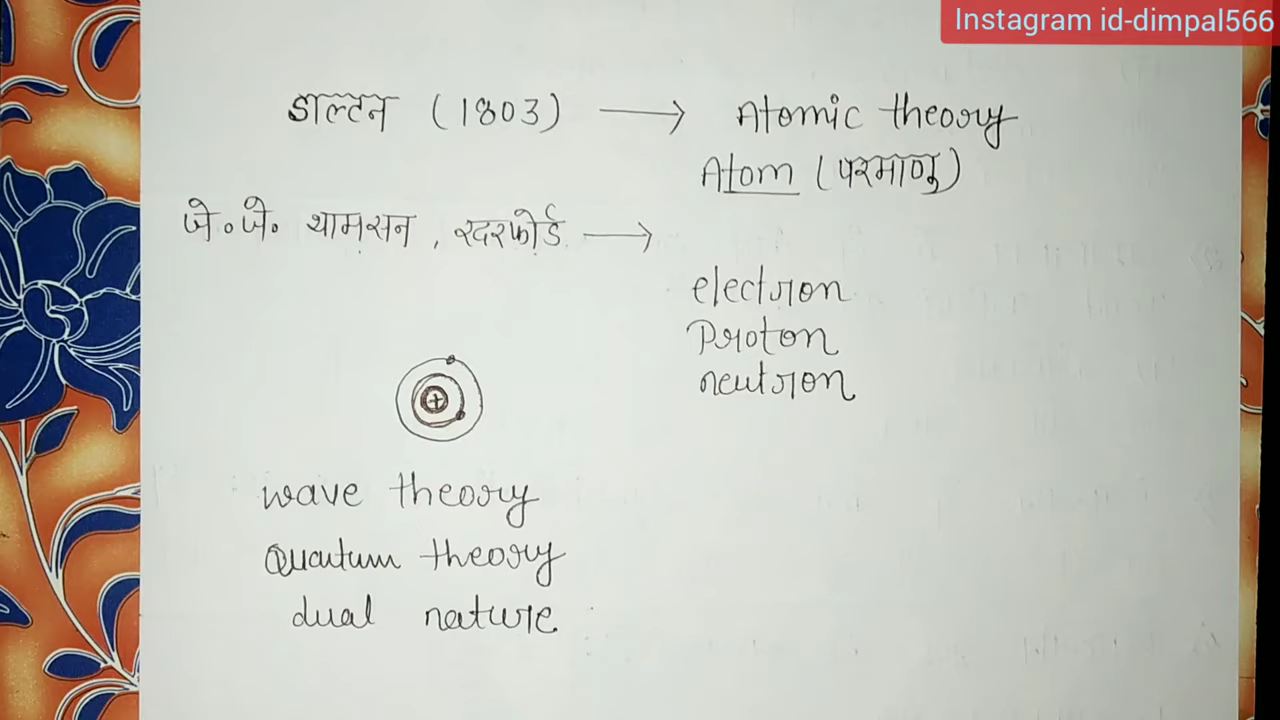 Instagram id-dimpal566
डाल्टन (1803) → Atomic theory
Atom (परमाणु)
जे॰जे॰ थामसन, रदरफोर्ड →
electron
Proton
neutron
+
wave theory
Quantum theory
dual nature